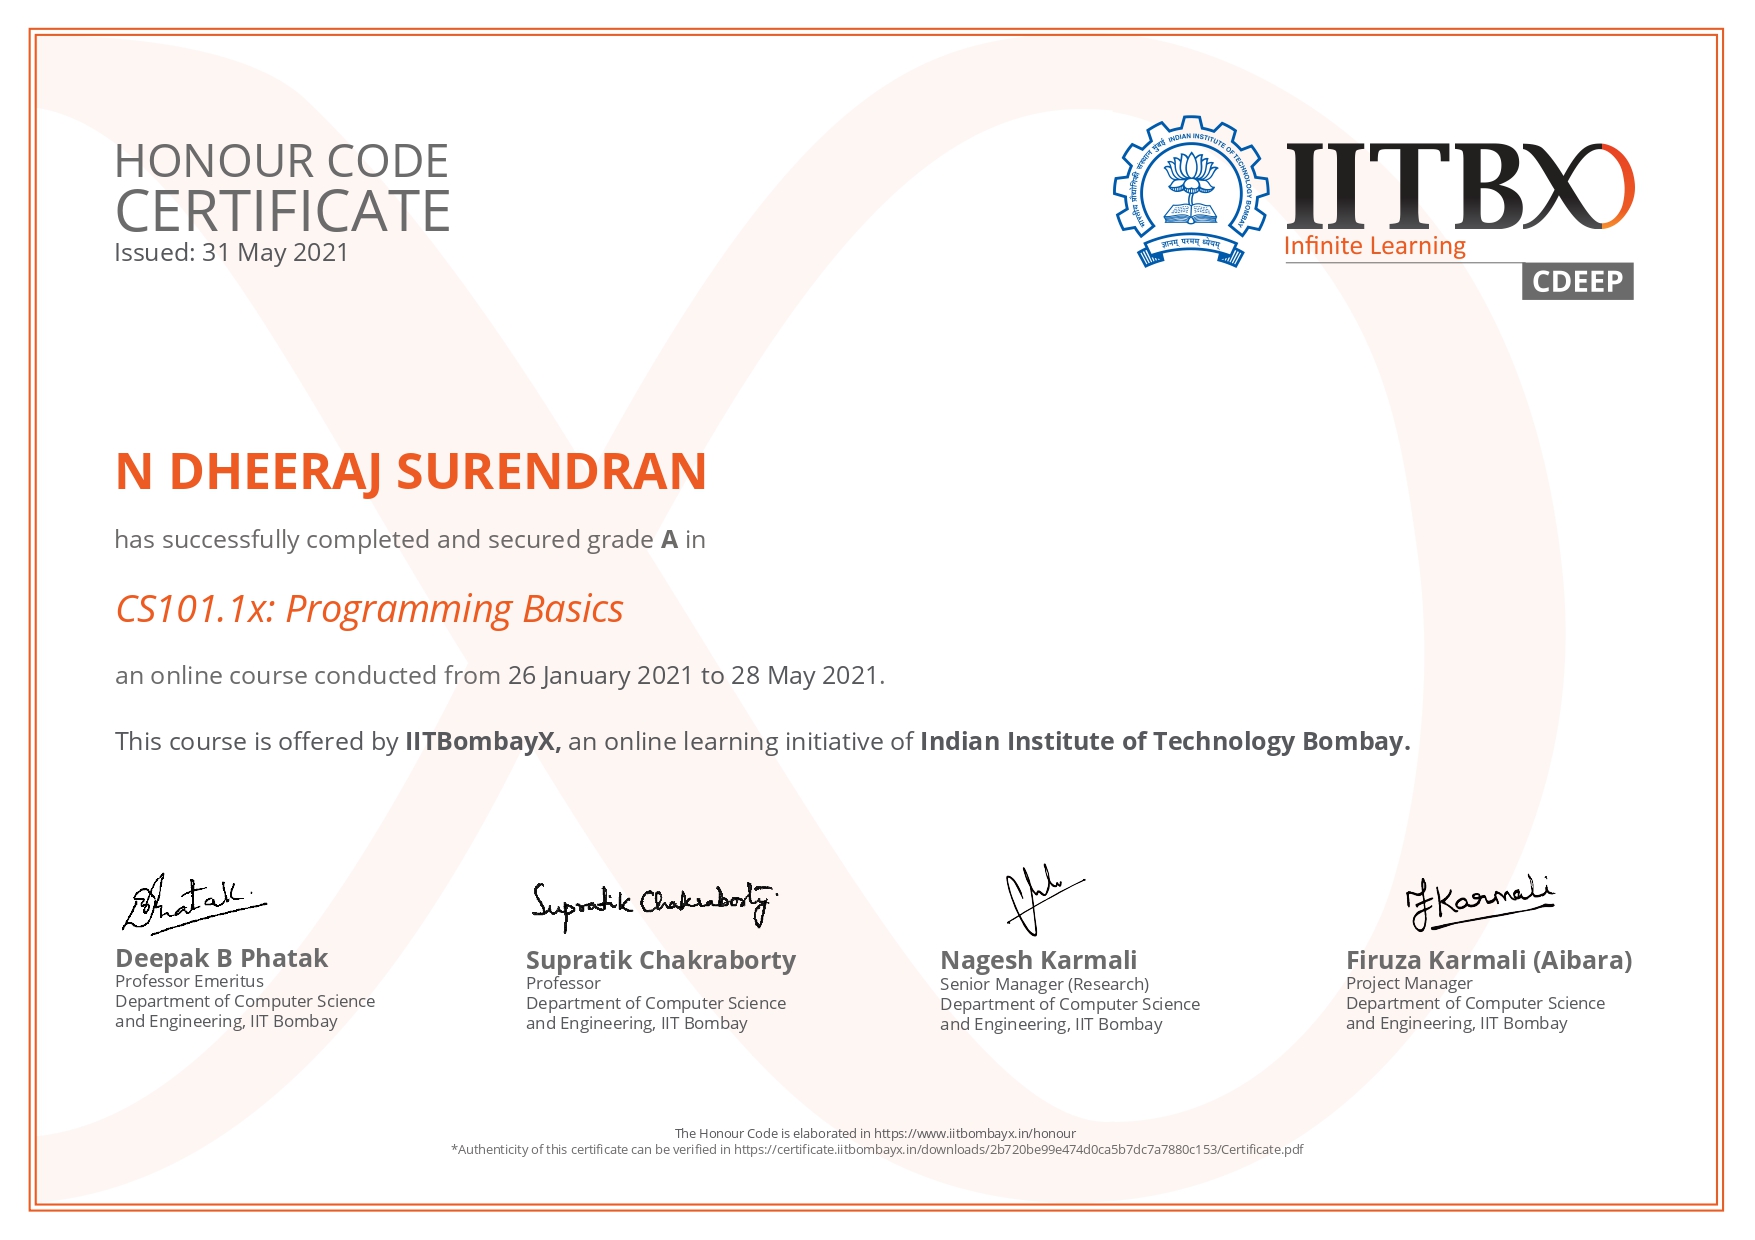 HONOUR CODE
CERTIFICATE
Issued: 31 May 2021
भारतीय प्रौद्योगिकी संस्थान मुंबई INDIAN INSTITUTE OF TECHNOLOGY BOMBAY
ज्ञानम् परमम् ध्येयम्
IITBX
Infinite Learning
CDEEP
N DHEERAJ SURENDRAN
has successfully completed and secured grade A in
CS101.1x: Programming Basics
an online course conducted from 26 January 2021 to 28 May 2021.
This course is offered by IITBombayX, an online learning initiative of Indian Institute of Technology Bombay.
Supratik Chakraborty
Karmali
Deepak B Phatak
Professor Emeritus
Department of Computer Science
and Engineering, IIT Bombay
Supratik Chakraborty
Professor
Department of Computer Science
and Engineering, IIT Bombay
Nagesh Karmali
Senior Manager (Research)
Department of Computer Science
and Engineering, IIT Bombay
Firuza Karmali (Aibara)
Project Manager
Department of Computer Science
and Engineering, IIT Bombay
The Honour Code is elaborated in https://www.iitbombayx.in/honour
*Authenticity of this certificate can be verified in https://certificate.iitbombayx.in/downloads/2b720be99e474d0ca5b7dc7a7880c153/Certificate.pdf